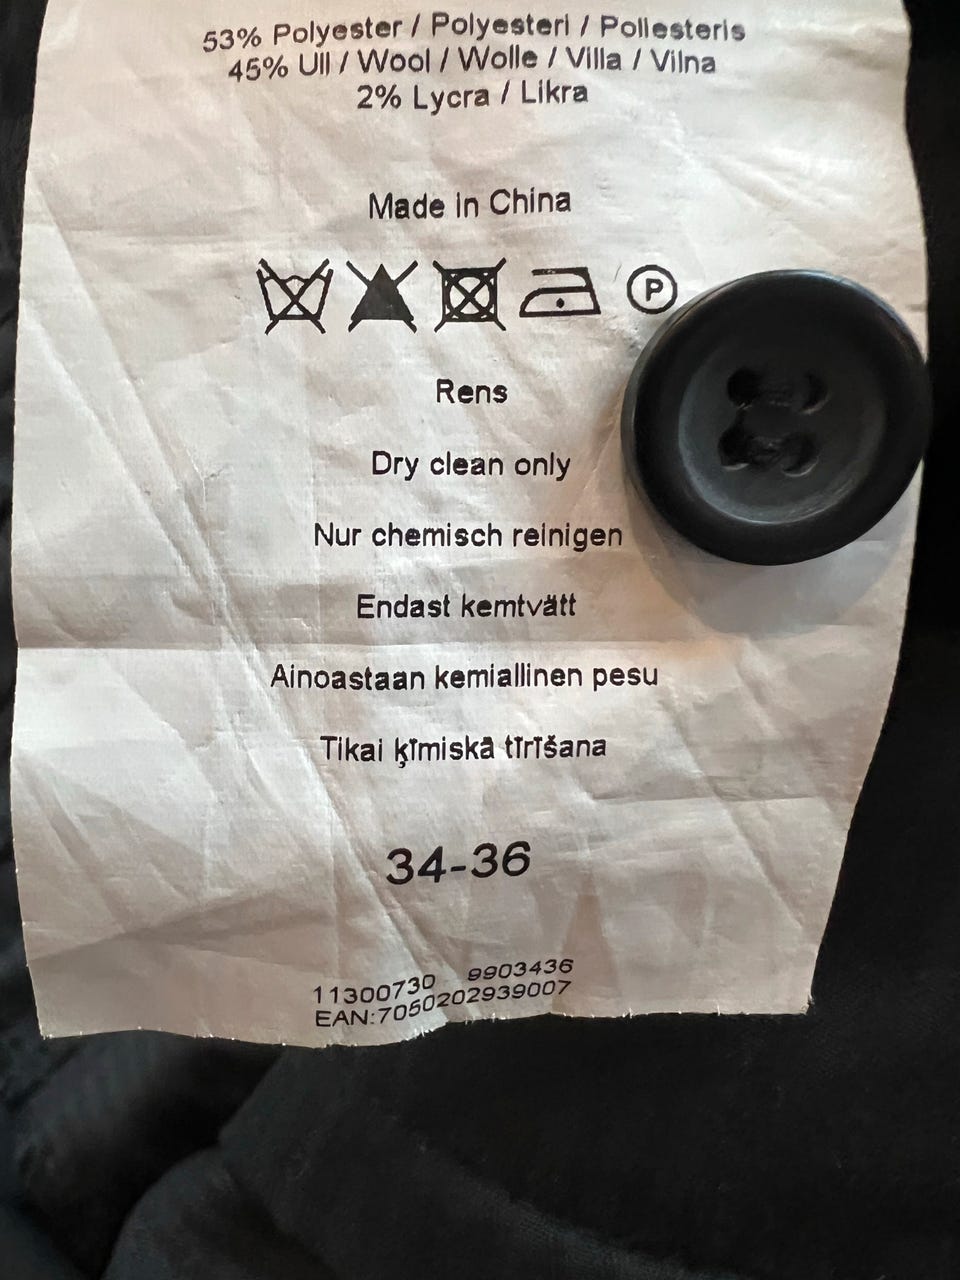 53% Polyester / Polyesteri / Poliesteris
45% Ull / Wool / Wolle / Villa / Vilna
2% Lycra / Likra
Made in China
P
Rens
Dry clean only
Nur chemisch reinigen
Endast kemtvätt
Ainoastaan kemiallinen pesu
Tikai ķīmiskā tīrīšana
34-36
11300730 9903436
EAN:7050202939007